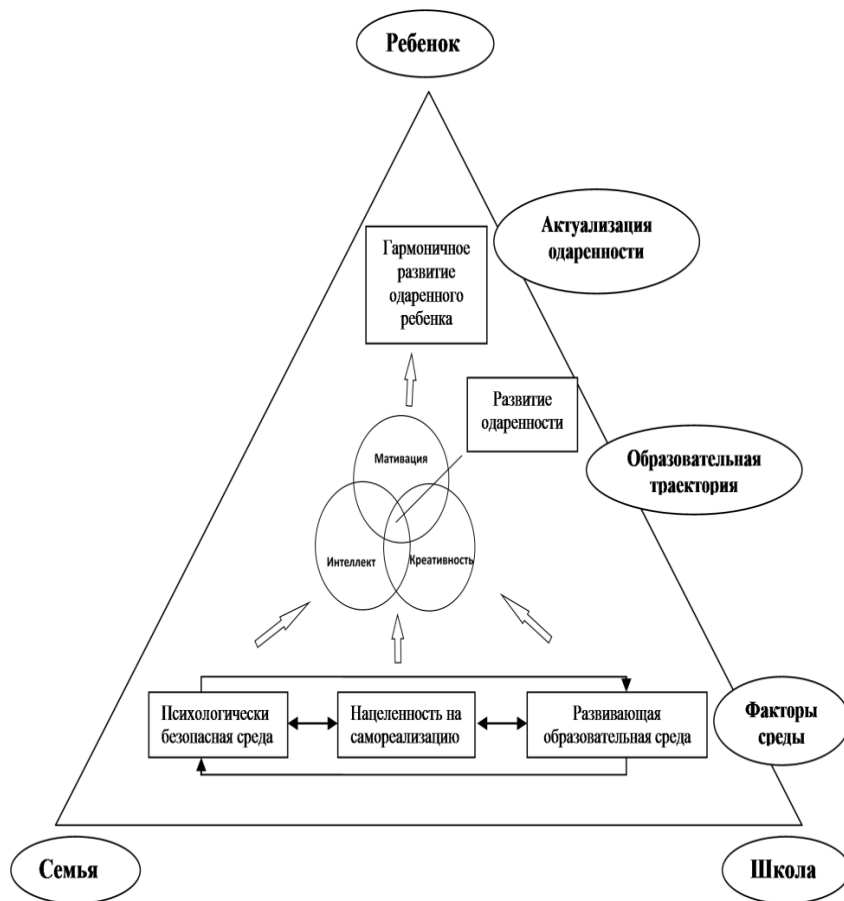 Ребенок
Актуализация
одаренности
Гармоничное
развитие
одаренного
ребенка
Развитие
одаренности
Образовательная
траектория
Мативация
Интеллект
Креативность
Психологически
безопасная среда
Нацеленность на
самореализацию
Развивающая
образовательная среда
Факторы
среды
Семья
Школа